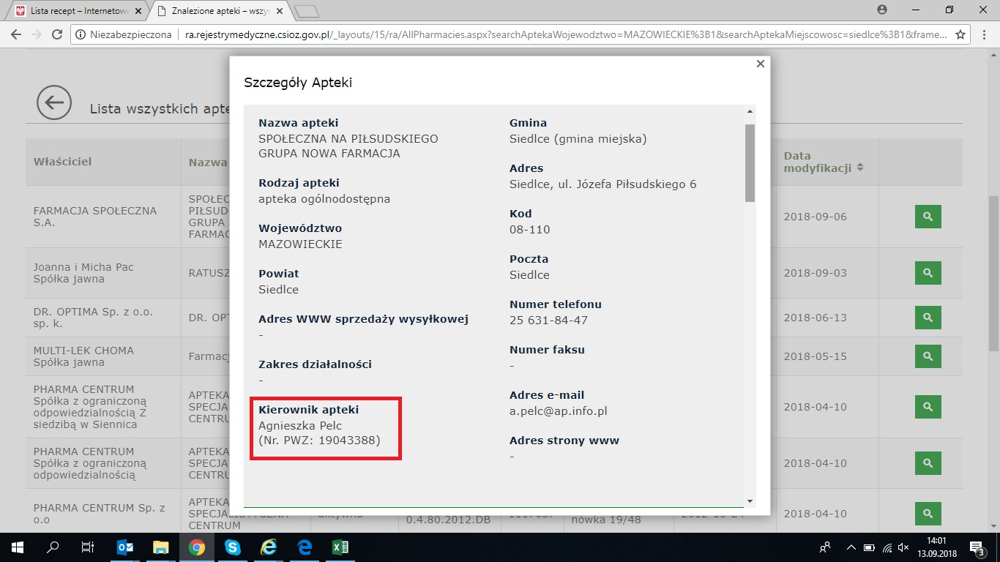 Lista recept – Internetow
Znalezione apteki – wszys
Niezabezpieczona
ra.rejestrymedyczne.csioz.gov.pl/_layouts/15/ra/AllPharmacies.aspx?searchAptekaWojewodztwo=MAZOWIECKIE%3B1&searchAptekaMiejscowosc=siedlce%3B1&frame...
Lista wszystkich apte
Właściciel
Nazwa
Data
modyfikacji
FARMACJA SPOŁECZNA
S.A.
SPOŁEC
PIŁSUD
GRUPA
FARMAC
2018-09-06
Joanna i Micha Pac
Spółka jawna
RATUSZ
2018-09-03
DR. OPTIMA Sp. z o.o.
sp. k.
DR. OPT
2018-06-13
MULTI-LEK CHOMA
Spółka jawna
Farmacj
2018-05-15
PHARMA CENTRUM
Spółka z ograniczoną
odpowiedzialnością Z
siedzibą w Siennica
APTEKA
SPECJA
CENTRU
2018-04-10
PHARMA CENTRUM
Spółka z ograniczoną
odpowiedzialnością
APTEKA
SPECJA
CENTRU
2018-04-10
PHARMA CENTRUM Sp. z
o.o
APTEKA
CENTRUM
0.4.80.2012.DB
nówka 19/48
2018-04-10
Szczegóły Apteki
Nazwa apteki
SPOŁECZNA NA PIŁSUDSKIEGO
GRUPA NOWA FARMACJA
Rodzaj apteki
apteka ogólnodostępna
Województwo
MAZOWIECKIE
Powiat
Siedlce
Adres WWW sprzedaży wysyłkowej
-
Zakres działalności
-
Kierownik apteki
Agnieszka Pelc
(Nr. PWZ: 19043388)
Gmina
Siedlce (gmina miejska)
Adres
Siedlce, ul. Józefa Piłsudskiego 6
Kod
08-110
Poczta
Siedlce
Numer telefonu
25 631-84-47
Numer faksu
-
Adres e-mail
a.pelc@ap.info.pl
Adres strony www
-
14:01
13.09.2018
3